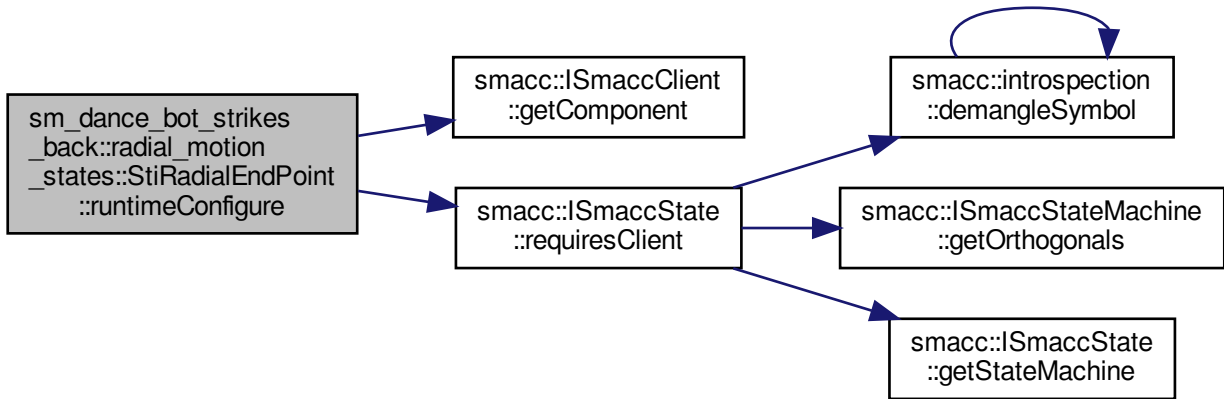 sm_dance_bot_strikes
_back::radial_motion
_states::StiRadialEndPoint
::runtimeConfigure
smacc::ISmaccClient
::getComponent
smacc::ISmaccState
::requiresClient
smacc::introspection
::demangleSymbol
smacc::ISmaccStateMachine
::getOrthogonals
smacc::ISmaccState
::getStateMachine